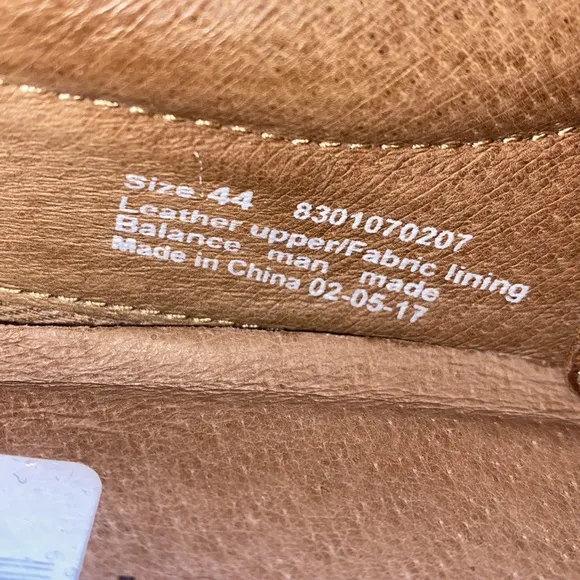 Size 44 8301070207
Leather upper/Fabric lining
Balance man made
Made in China 02-05-17